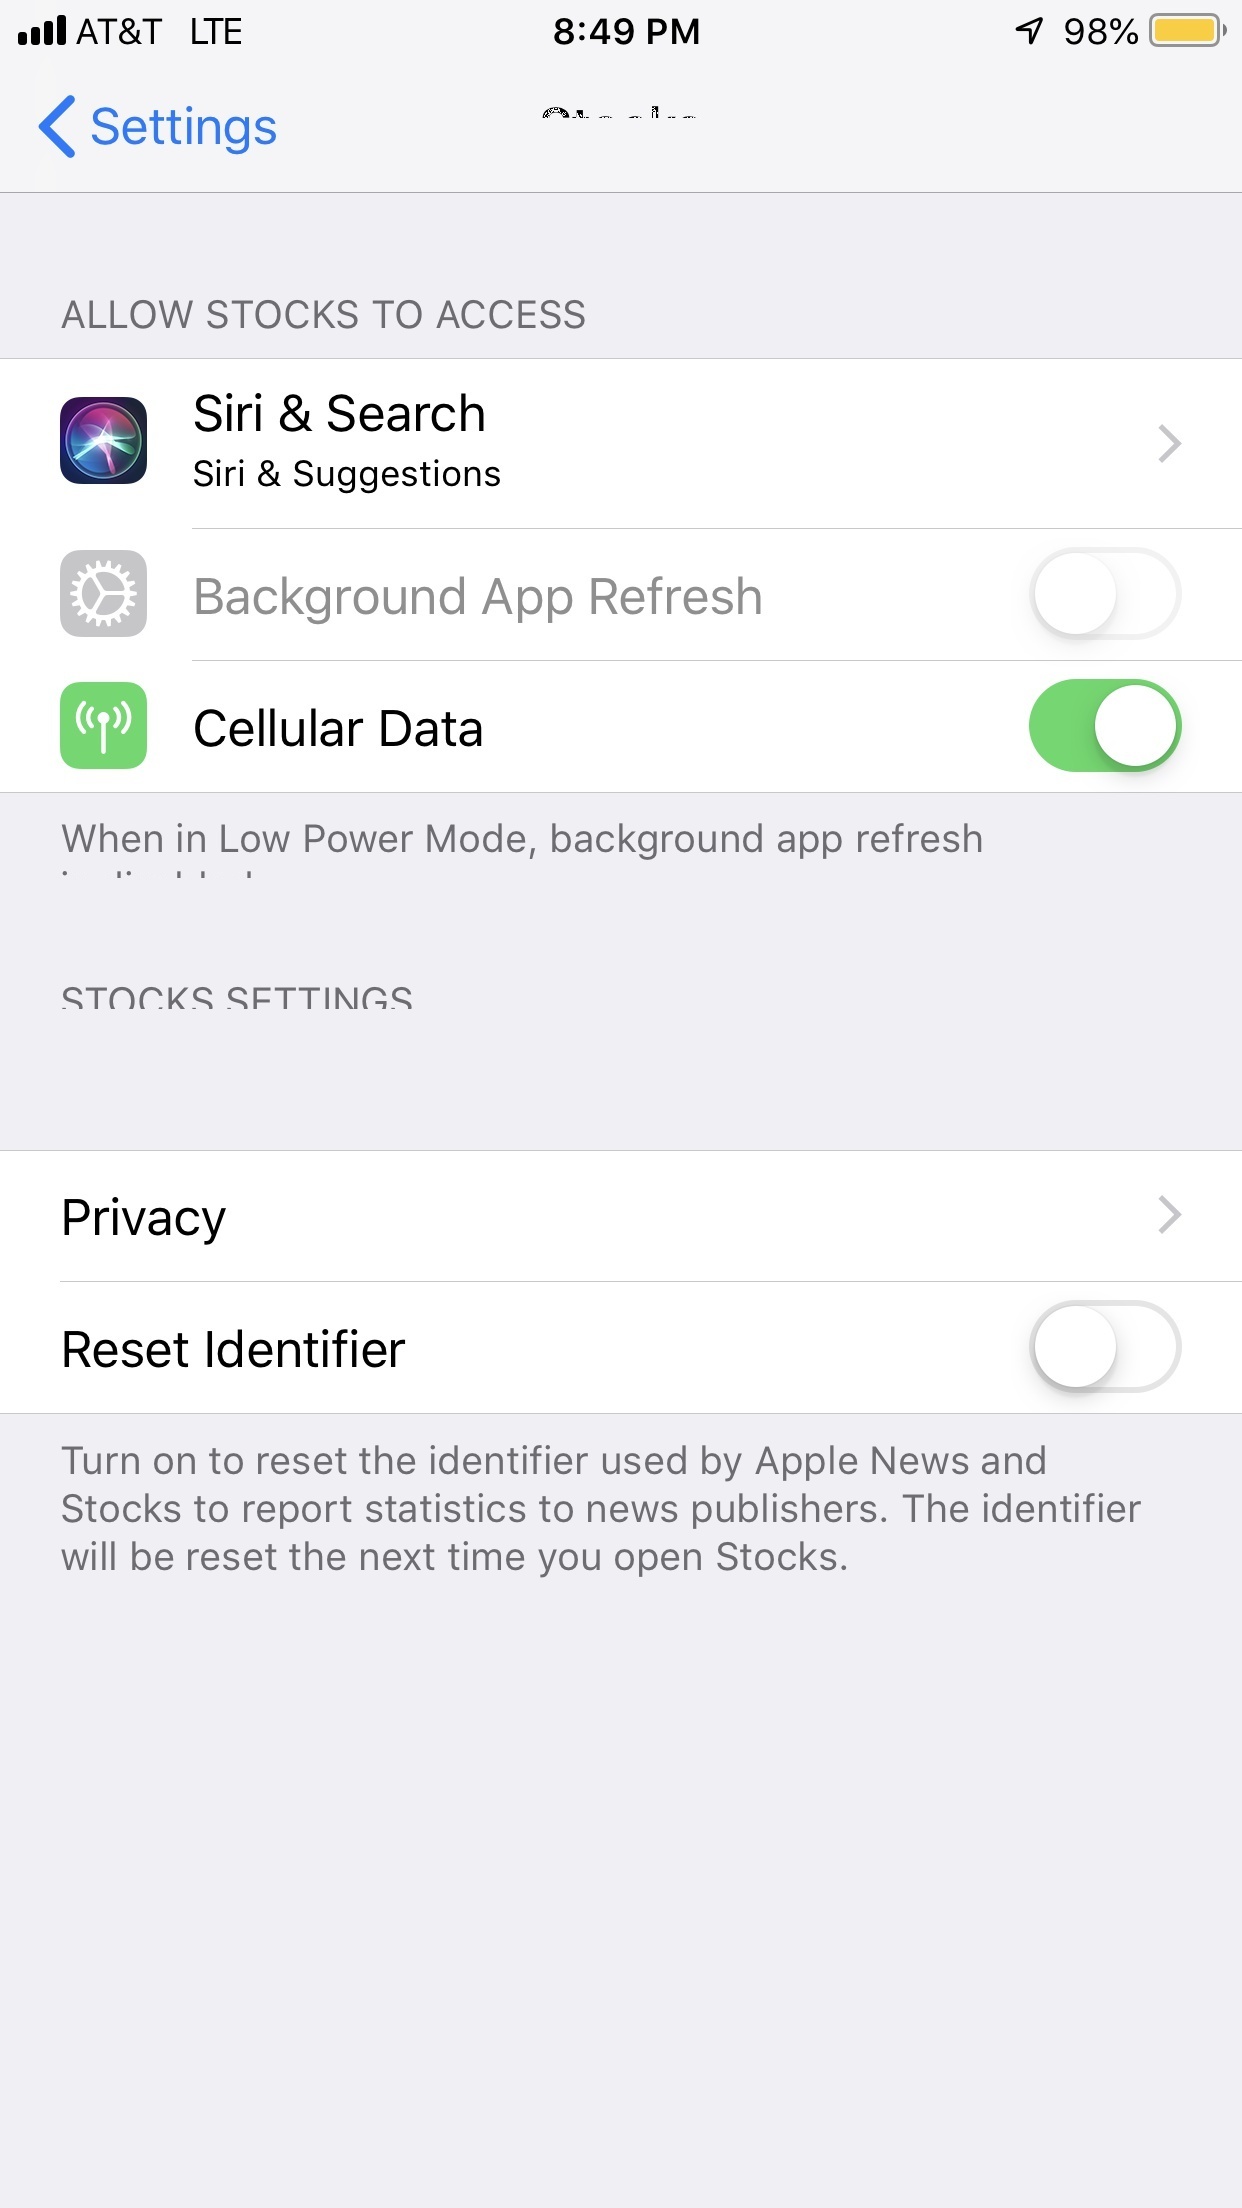 AT&T LTE 8:49 PM 98%
Settings
ALLOW STOCKS TO ACCESS
Siri & Search
Siri & Suggestions
Background App Refresh
Cellular Data
When in Low Power Mode, background app refresh
STOCKS SETTINGS
Privacy
Reset Identifier
Turn on to reset the identifier used by Apple News and
Stocks to report statistics to news publishers. The identifier
will be reset the next time you open Stocks.